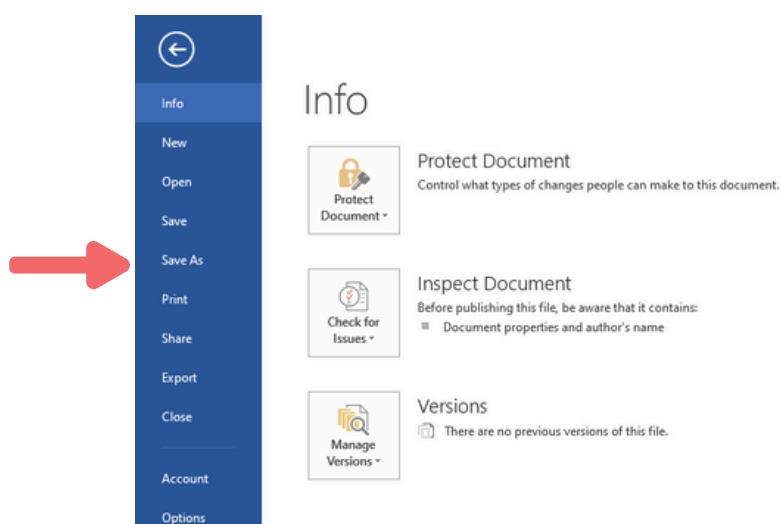 Info
New
Open
Save
Save As
Print
Share
Export
Close
Account
Options
Info
Protect
Document
Protect Document
Control what types of changes people can make to this document.
Check for
Issues
Inspect Document
Before publishing this file, be aware that it contains:
Document properties and author's name
Manage
Versions
Versions
There are no previous versions of this file.